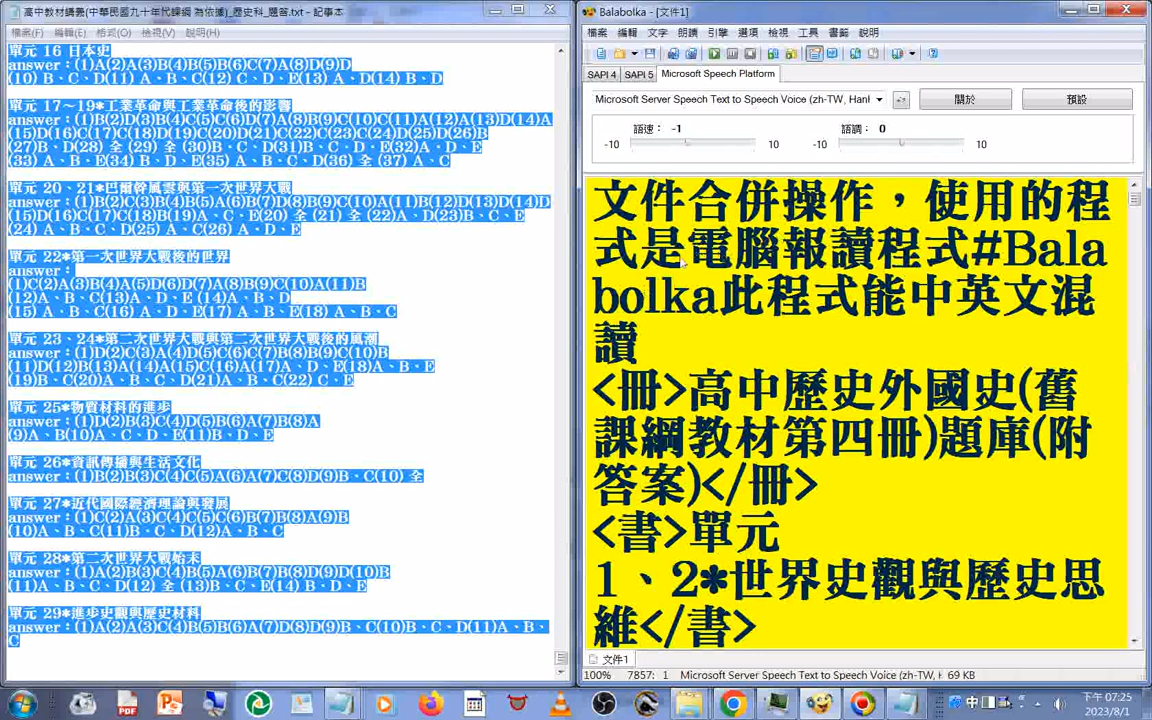 高中教材講義(中華民國九十年代課綱 為依據)_歷史科_題答.txt - 記事本
檔案(F) 編輯(E) 格式(O) 檢視(V) 說明(H)
單元 16 日本史
answer：(1)A(2)A(3)B(4)B(5)B(6)C(7)A(8)D(9)D
(10) B、C、D(11) A、B、C(12) C、D、E(13) A、D(14) B、D
單元 17～19*工業革命與工業革命後的影響
answer：(1)B(2)D(3)B(4)C(5)C(6)D(7)A(8)B(9)C(10)C(11)A(12)A(13)D(14)A
(15)D(16)C(17)C(18)D(19)C(20)D(21)C(22)C(23)C(24)D(25)D(26)B
(27)B、D(28) 全 (29) 全 (30)B、C、D(31)B、C、D、E(32)A、D、E
(33) A、B、E(34) B、D、E(35) A、B、C、D(36) 全 (37) A、C
單元 20、21*巴爾幹風雲與第一次世界大戰
answer：(1)B(2)C(3)B(4)B(5)A(6)B(7)D(8)B(9)C(10)A(11)B(12)D(13)D(14)D
(15)D(16)C(17)C(18)B(19)A、C、E(20) 全 (21) 全 (22)A、D(23)B、C、E
(24) A、B、C、D(25) A、C(26) A、D、E
單元 22*第一次世界大戰後的世界
answer：
(1)C(2)A(3)B(4)A(5)D(6)D(7)A(8)B(9)C(10)A(11)B
(12)A、B、C(13)A、D、E (14)A、B、D
(15) A、B、C(16) A、D、E(17) A、B、E(18) A、B、C
單元 23、24*第二次世界大戰與第二次世界大戰後的風潮
answer：(1)D(2)C(3)A(4)D(5)C(6)C(7)B(8)B(9)C(10)B
(11)D(12)B(13)A(14)A(15)C(16)A(17)A、D、E(18)A、B、E
(19)B、C(20)A、B、C、D(21)A、B、C(22) C、E
單元 25*物質材料的進步
answer：(1)D(2)B(3)C(4)D(5)B(6)A(7)B(8)A
(9)A、B(10)A、C、D、E(11)B、D、E
單元 26*資訊傳播與生活文化
answer：(1)B(2)B(3)C(4)B(5)A(6)A(7)C(8)D(9)B、C(10) 全
單元 27*近代國際經濟理論與發展
answer：(1)C(2)A(3)C(4)C(5)C(6)B(7)B(8)A(9)B
(10)A、B、C(11)B、C、D(12)A、B、C
單元 28*第二次世界大戰始末
answer：(1)A(2)B(3)C(4)B(5)A(6)B(7)B(8)D(9)D(10)B
(11)A、B、C、D(12) 全 (13)B、C、E(14) B、D、E
單元 29*進步史觀與歷史材料
answer：(1)A(2)A(3)C(4)B(5)B(6)A(7)D(8)D(9)B、C(10)B、C、D(11)A、B、
C
Balabolka - [文件1]
檔案 編輯 文字 朗讀 引擎 選項 檢視 工具 書籤 說明
SAPI 4 SAPI 5 Microsoft Speech Platform
Microsoft Server Speech Text to Speech Voice (zh-TW, Hanl 關於 預設
語速： -1 語調： 0
-10 10 -10 10
文件合併操作，使用的程
式是電腦報讀程式#Bala
bolka此程式能中英文混
讀
<冊>高中歷史外國史(舊
課綱教材第四冊)題庫(附
答案)</冊>
<書>單元
1、2*世界史觀與歷史思
維</書>
文件1
100% 7857: 1 Microsoft Server Speech Text to Speech Voice (zh-TW, H 69 KB
PDF
中
下午 07:25
2023/8/1